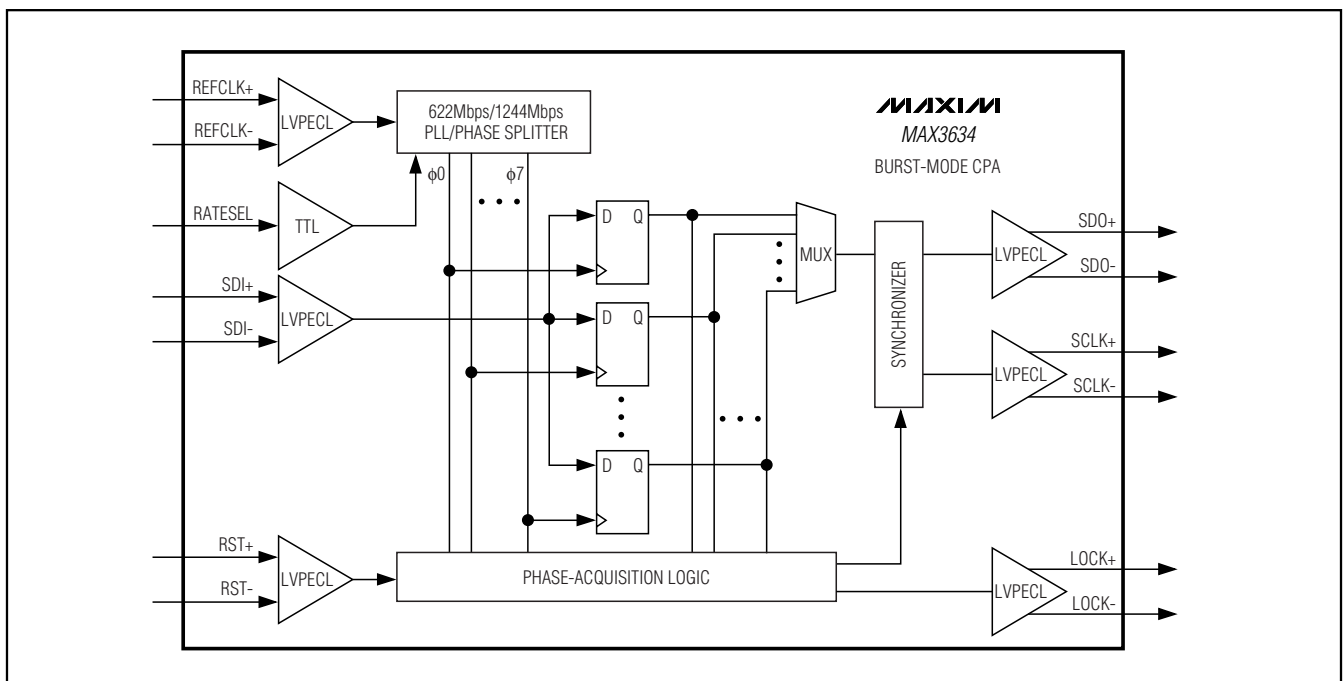 REFCLK+
REFCLK-
LVPECL
622Mbps/1244Mbps
PLL/PHASE SPLITTER
MAXIM
MAX3634
BURST-MODE CPA
RATESEL
TTL
ϕ0
ϕ7
SDI+
SDI-
LVPECL
D Q
D Q
D Q
MUX
SYNCHRONIZER
LVPECL
SDO+
SDO-
LVPECL
SCLK+
SCLK-
RST+
RST-
LVPECL
PHASE-ACQUISITION LOGIC
LVPECL
LOCK+
LOCK-